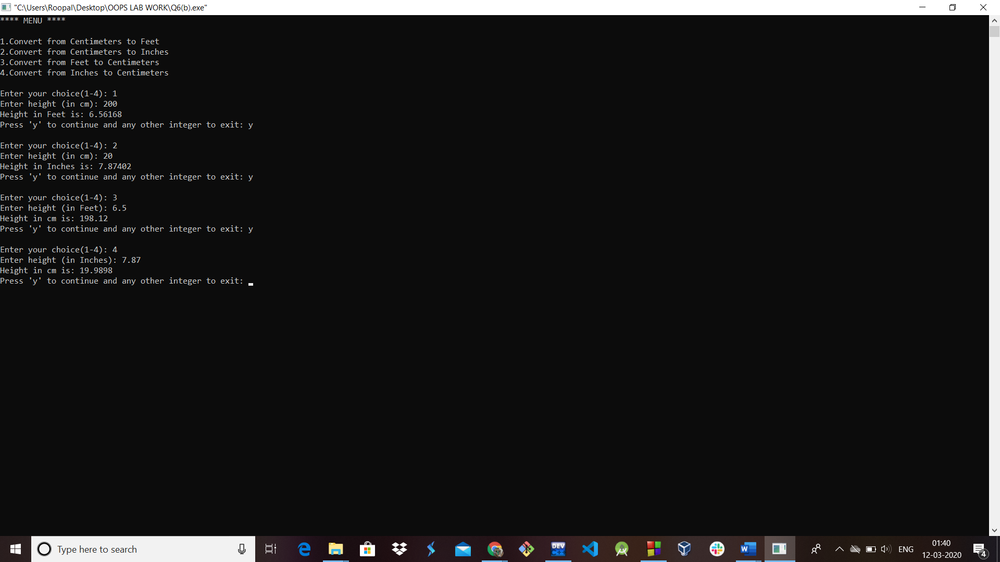 "C:\Users\Roopal\Desktop\OOPS LAB WORK\Q6(b).exe"
**** MENU ****
1.Convert from Centimeters to Feet
2.Convert from Centimeters to Inches
3.Convert from Feet to Centimeters
4.Convert from Inches to Centimeters
Enter your choice(1-4): 1
Enter height (in cm): 200
Height in Feet is: 6.56168
Press 'y' to continue and any other integer to exit: y
Enter your choice(1-4): 2
Enter height (in cm): 20
Height in Inches is: 7.87402
Press 'y' to continue and any other integer to exit: y
Enter your choice(1-4): 3
Enter height (in Feet): 6.5
Height in cm is: 198.12
Press 'y' to continue and any other integer to exit: y
Enter your choice(1-4): 4
Enter height (in Inches): 7.87
Height in cm is: 19.9898
Press 'y' to continue and any other integer to exit:
Type here to search
DEV C++
W
ENG
01:40
12-03-2020
4